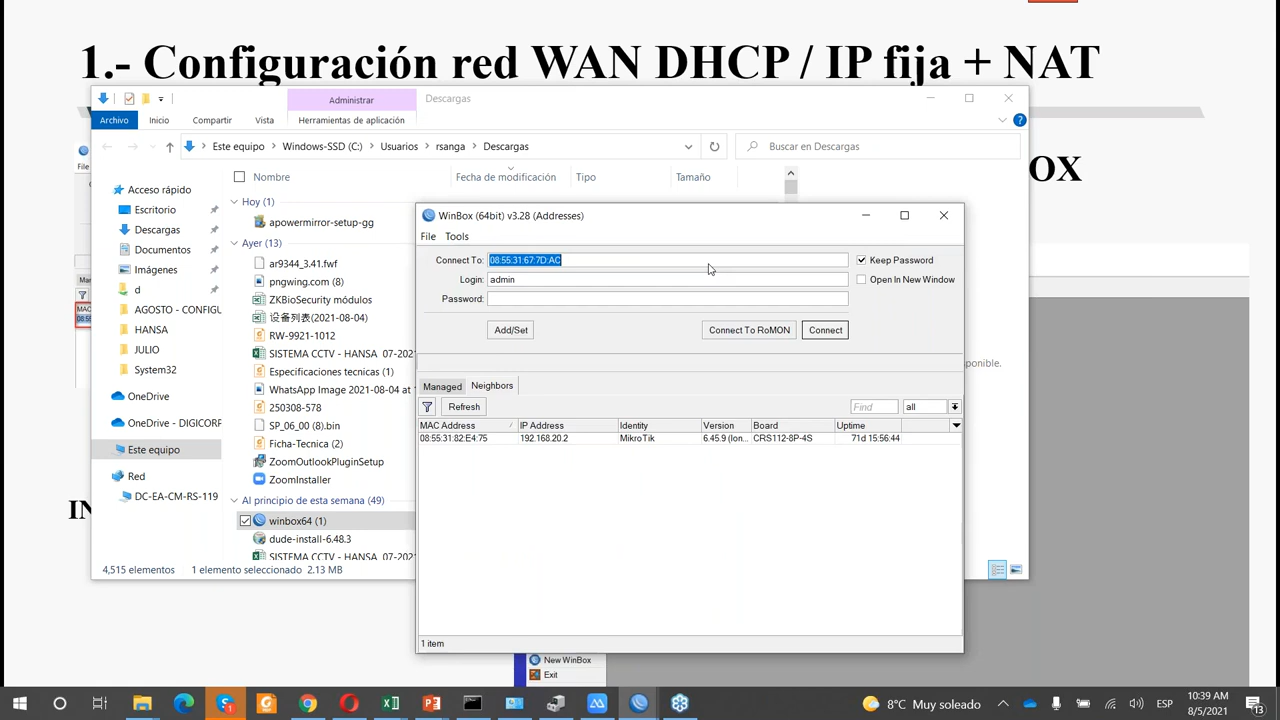 1.- Configuración red WAN DHCP / IP fija + NAT
OX
Administrar
Descargas
Archivo
Inicio
Compartir
Vista
Herramientas de aplicación
Este equipo > Windows-SSD (C:) > Usuarios > rsanga > Descargas
Buscar en Descargas
Nombre
Fecha de modificación
Tipo
Tamaño
Acceso rápido
Escritorio
Descargas
Documentos
Imágenes
d
AGOSTO - CONFIGU
HANSA
JULIO
System32
OneDrive
OneDrive - DIGICORP
Este equipo
Red
DC-EA-CM-RS-119
Hoy (1)
apowermirror-setup-gg
Ayer (13)
ar9344_3.41.fwf
pngwing.com (8)
ZKBioSecurity módulos
设备列表(2021-08-04)
RW-9921-1012
SISTEMA CCTV - HANSA 07-2021
Especificaciones tecnicas (1)
WhatsApp Image 2021-08-04 at 1
250308-578
SP_06_00 (8).bin
Ficha-Tecnica (2)
ZoomOutlookPluginSetup
ZoomInstaller
Al principio de esta semana (49)
winbox64 (1)
dude-install-6.48.3
SISTEMA CCTV - HANSA 07-2021
4,515 elementos
1 elemento seleccionado 2.13 MB
WinBox (64bit) v3.28 (Addresses)
File Tools
Connect To: 08:55:31:67:7D:AC
Keep Password
Login: admin
Open In New Window
Password:
Add/Set
Connect To RoMON
Connect
Managed
Neighbors
Refresh
Find
all
MAC Address
IP Address
Identity
Version
Board
Uptime
08:55:31:82:E4:75
192.168.20.2
MikroTik
6.45.9 (lon...
CRS112-8P-4S
71d 15:56:44
1 item
File
MAC
ponible.
IN
New WinBox
Exit
8°C Muy soleado
ESP
10:39 AM
8/5/2021
13